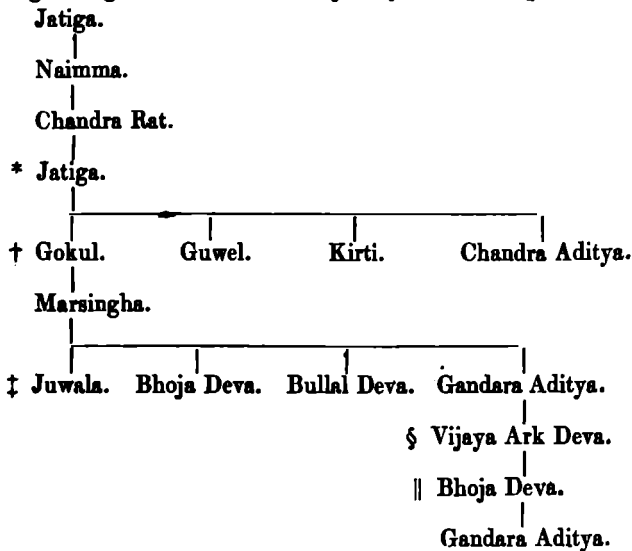 Jatiga.
Naimma.
Chandra Rat.
* Jatiga.
† Gokul. Guwel. Kirti. Chandra Aditya.
Marsingha.
‡ Juwala. Bhoja Deva. Bullal Deva. Gandara Aditya.
§ Vijaya Ark Deva.
‖ Bhoja Deva.
Gandara Aditya.